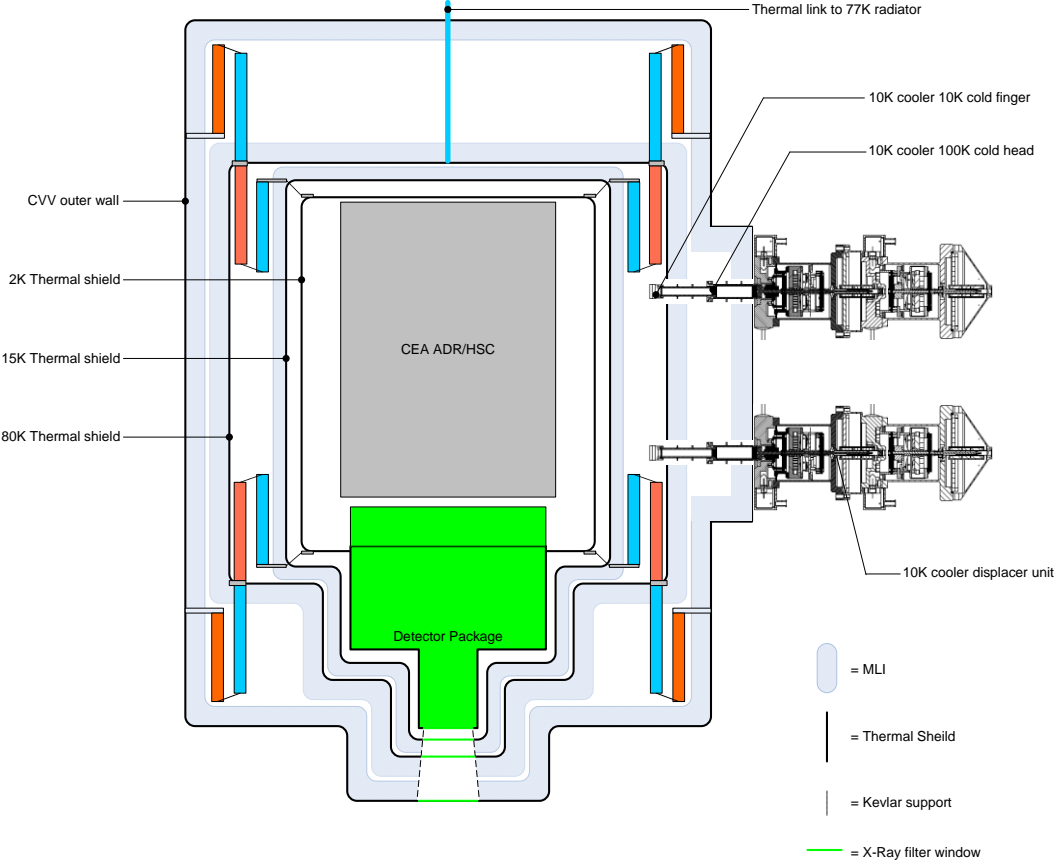 Thermal link to 77K radiator
10K cooler 10K cold finger
10K cooler 100K cold head
CVV outer wall
2K Thermal shield
15K Thermal shield
CEA ADR/HSC
80K Thermal shield
10K cooler displacer unit
Detector Package
= MLI
= Thermal Sheild
= Kevlar support
= X-Ray filter window